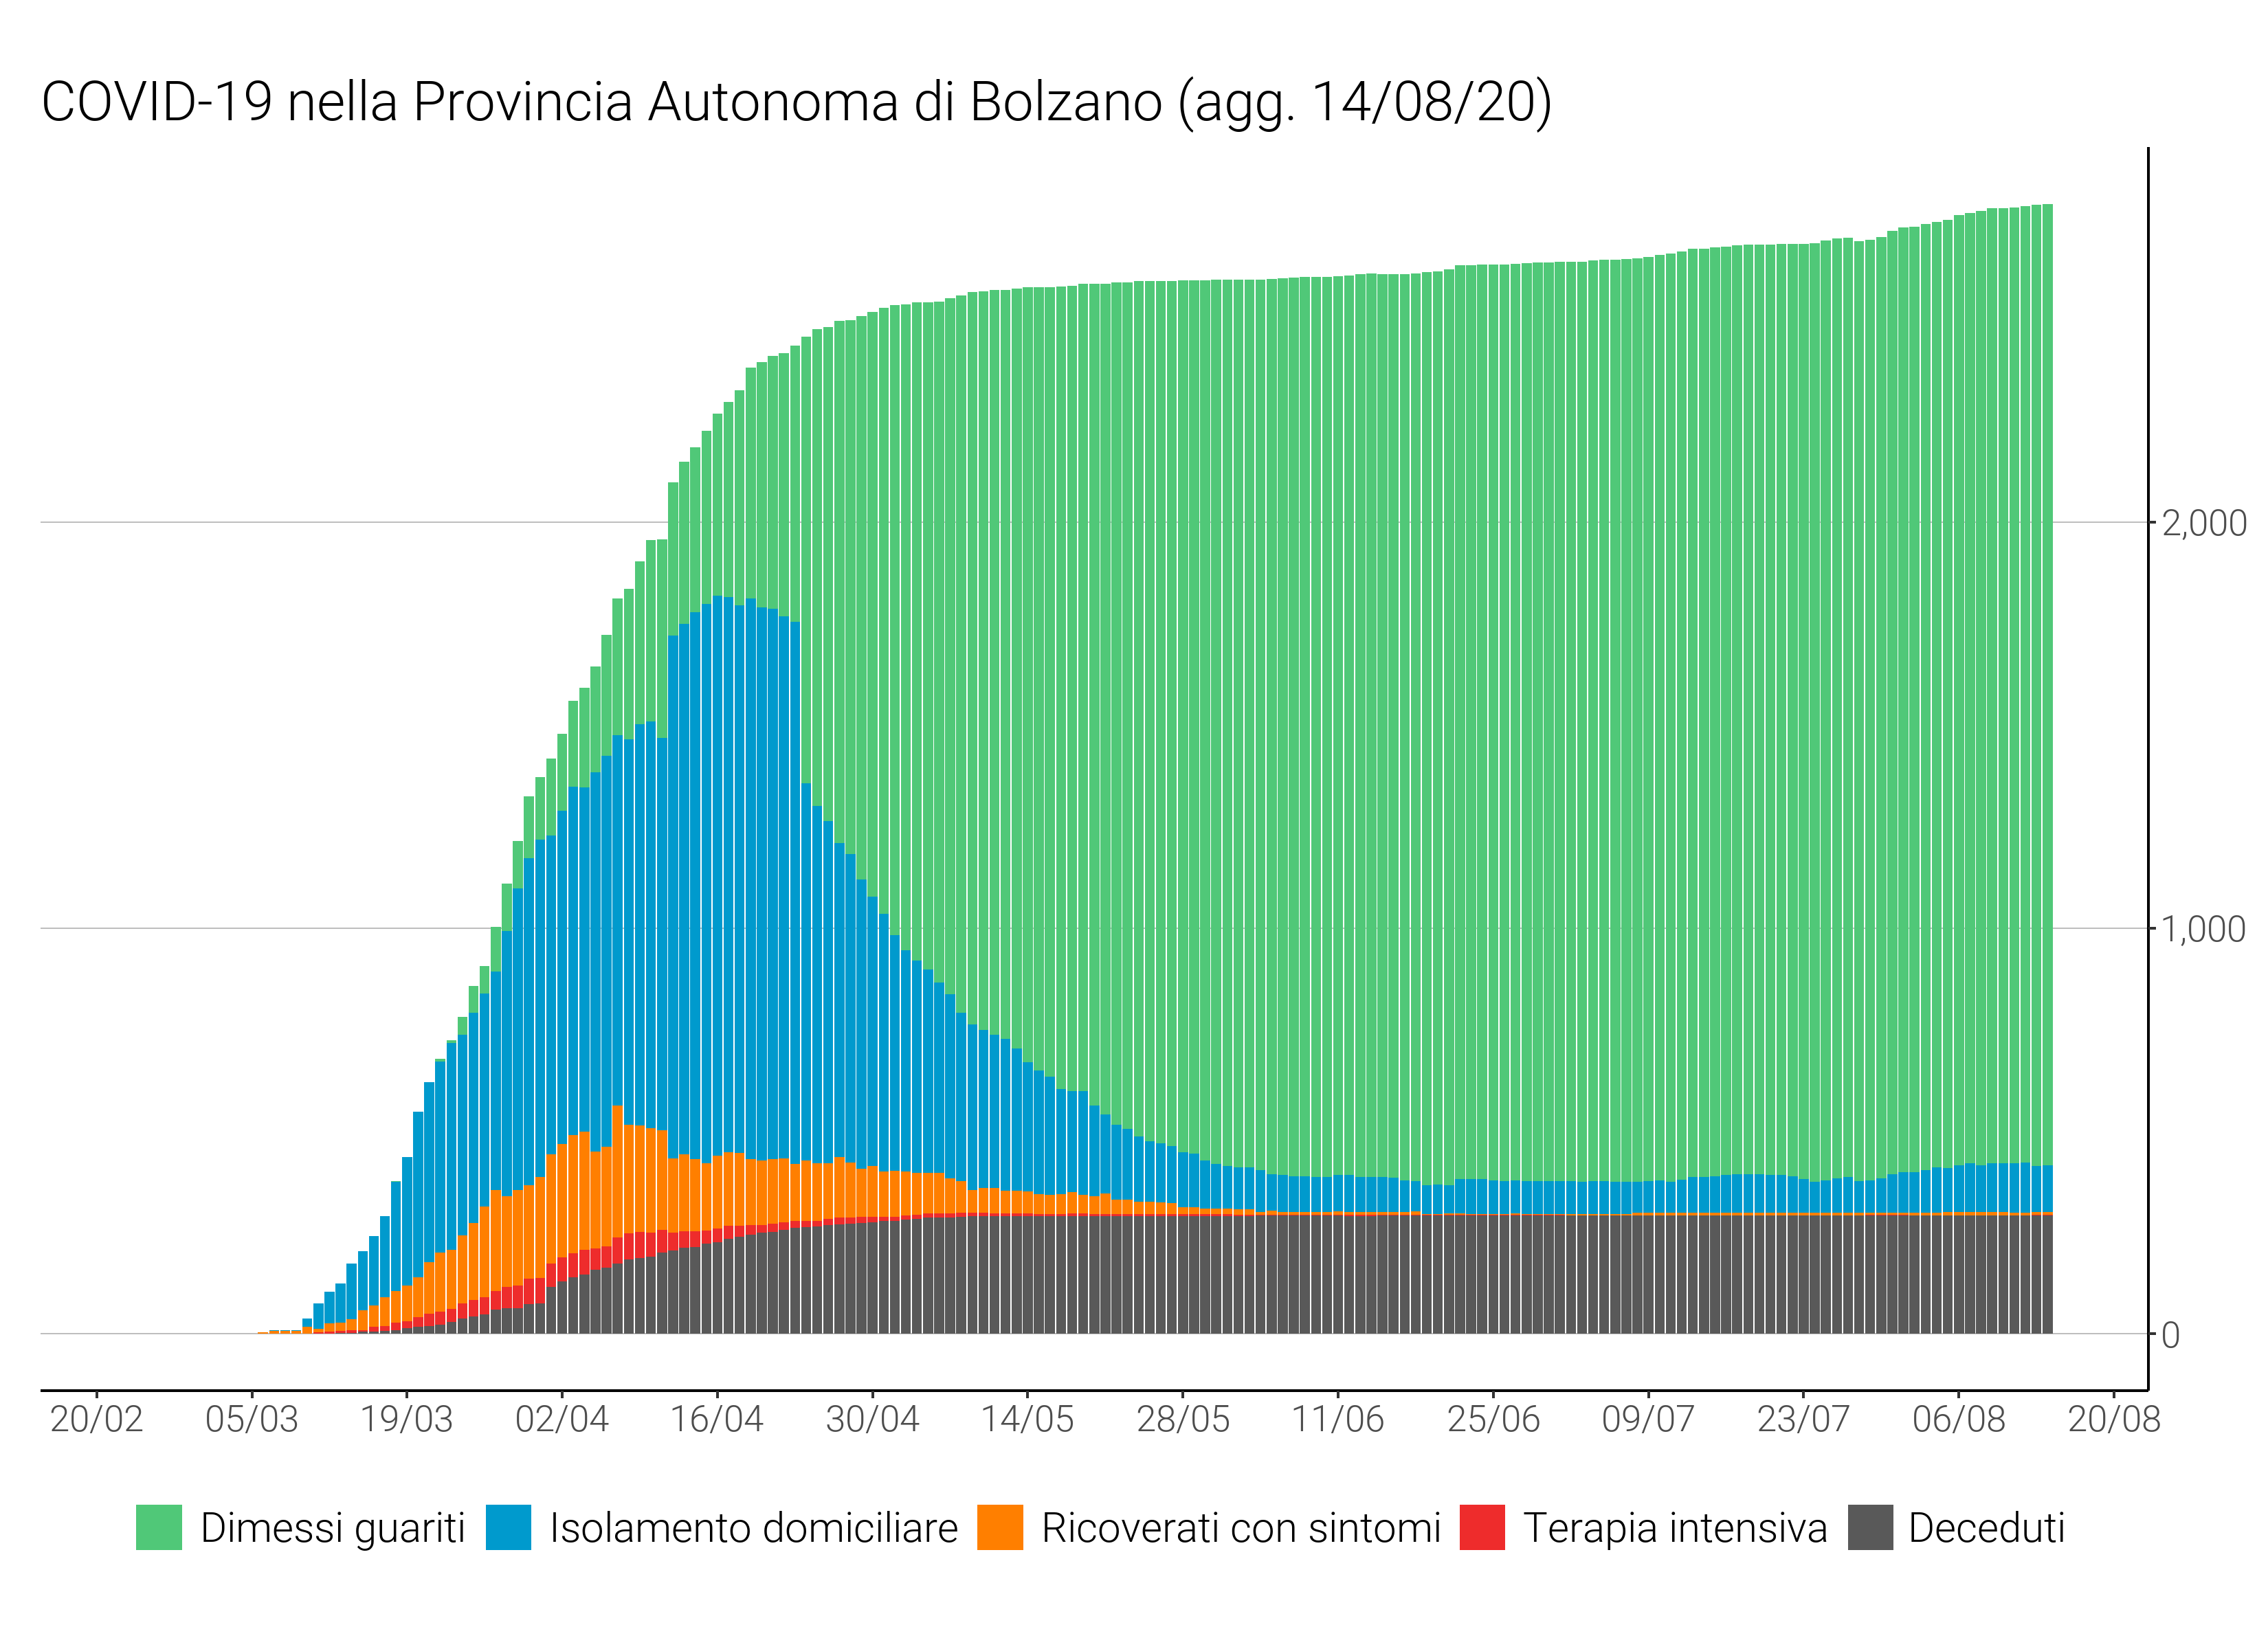 COVID-19 nella Provincia Autonoma di Bolzano (agg. 14/08/20)
2,000
1,000
0
20/02 05/03 19/03 02/04 16/04 30/04 14/05 28/05 11/06 25/06 09/07 23/07 06/08 20/08
Dimessi guariti Isolamento domiciliare Ricoverati con sintomi Terapia intensiva Deceduti